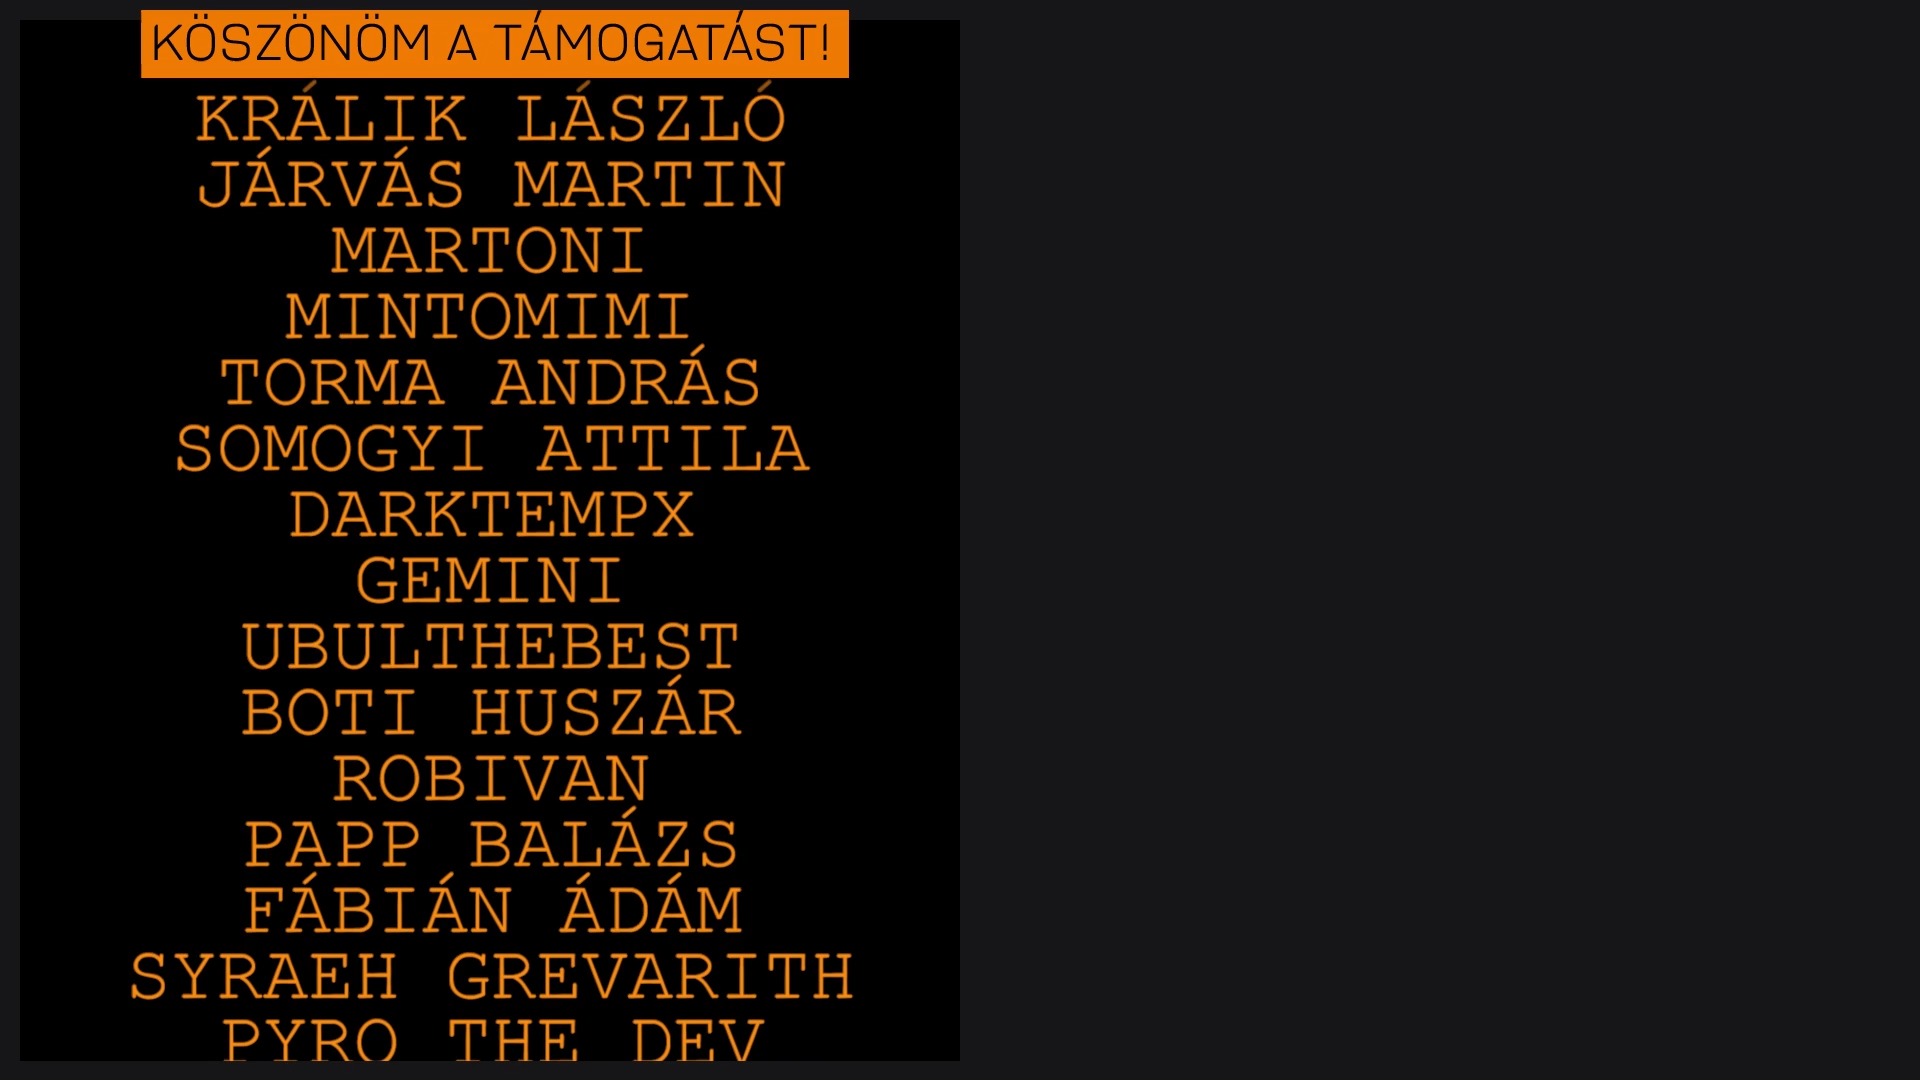 KÖSZÖNÖM A TÁMOGATÁST!
KRÁLIK LÁSZLÓ
JÁRVÁS MARTIN
MARTONI
MINTOMIMI
TORMA ANDRÁS
SOMOGYI ATTILA
DARKTEMPX
GEMINI
UBULTHEBEST
BOTI HUSZÁR
ROBIVAN
PAPP BALÁZS
FÁBIÁN ÁDÁM
SYRAEH GREVARITH
PYRO THE DEV